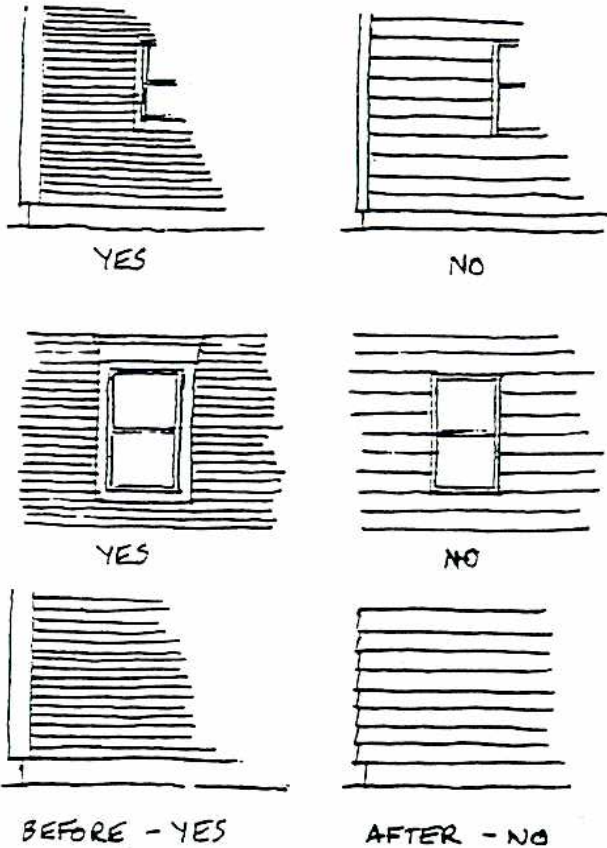 YES NO
YES NO
BEFORE - YES AFTER - NO